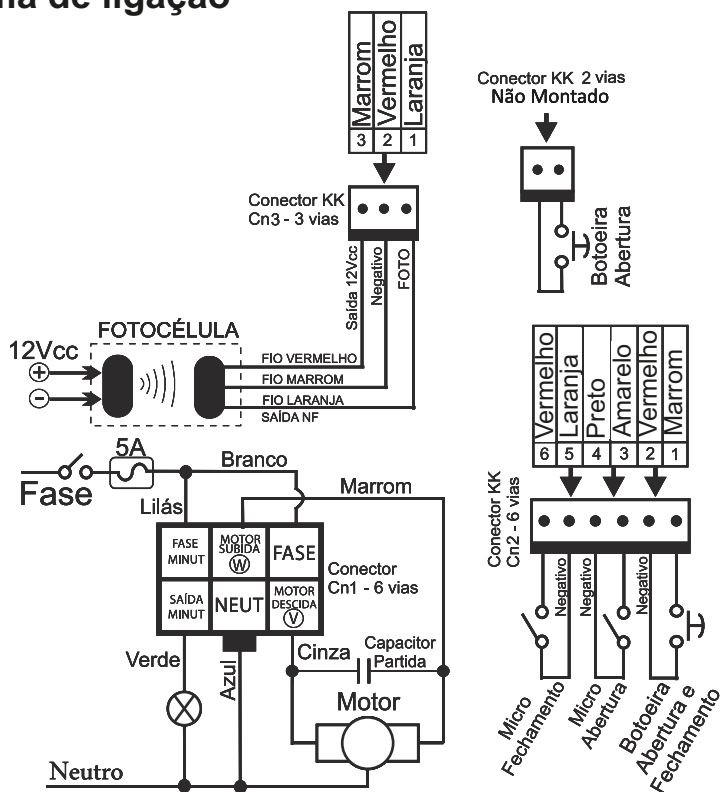 de ligação
Marrom
Vermelho
Laranja
3 2 1
Conector KK
Cn3 - 3 vias
Saída 12Vcc
Negativo
FOTO
Conector KK 2 vias
Não Montado
Botoeira
Abertura
FOTOCÉLULA
12Vcc
+
-
FIO VERMELHO
FIO MARROM
FIO LARANJA
SAÍDA NF
5A
Fase
Branco
Lilás
Marrom
FASE
MINUT
MOTOR
SUBIDA
W
FASE
SAÍDA
MINUT
NEUT
MOTOR
DESCIDA
V
Conector
Cn1 - 6 vias
Verde
Azul
Cinza
Capacitor
Partida
Motor
Neutro
Vermelho
Laranja
Preto
Amarelo
Vermelho
Marrom
6 5 4 3 2 1
Conector KK
Cn2 - 6 vias
Negativo
Negativo
Negativo
Micro
Fechamento
Micro
Abertura
Botoeira
Abertura e
Fechamento